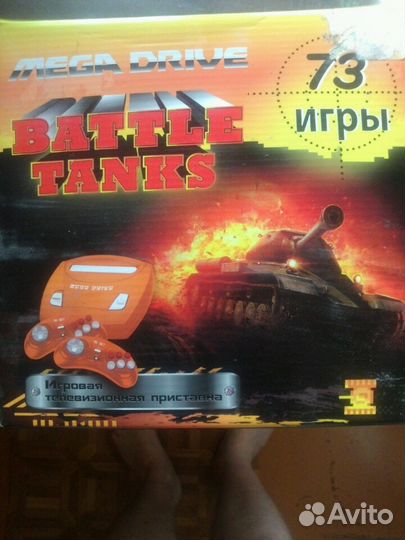 MEGA DRIVE
73
игры
BATTLE
TANKS
Игровая
телевизионная приставка
Avito